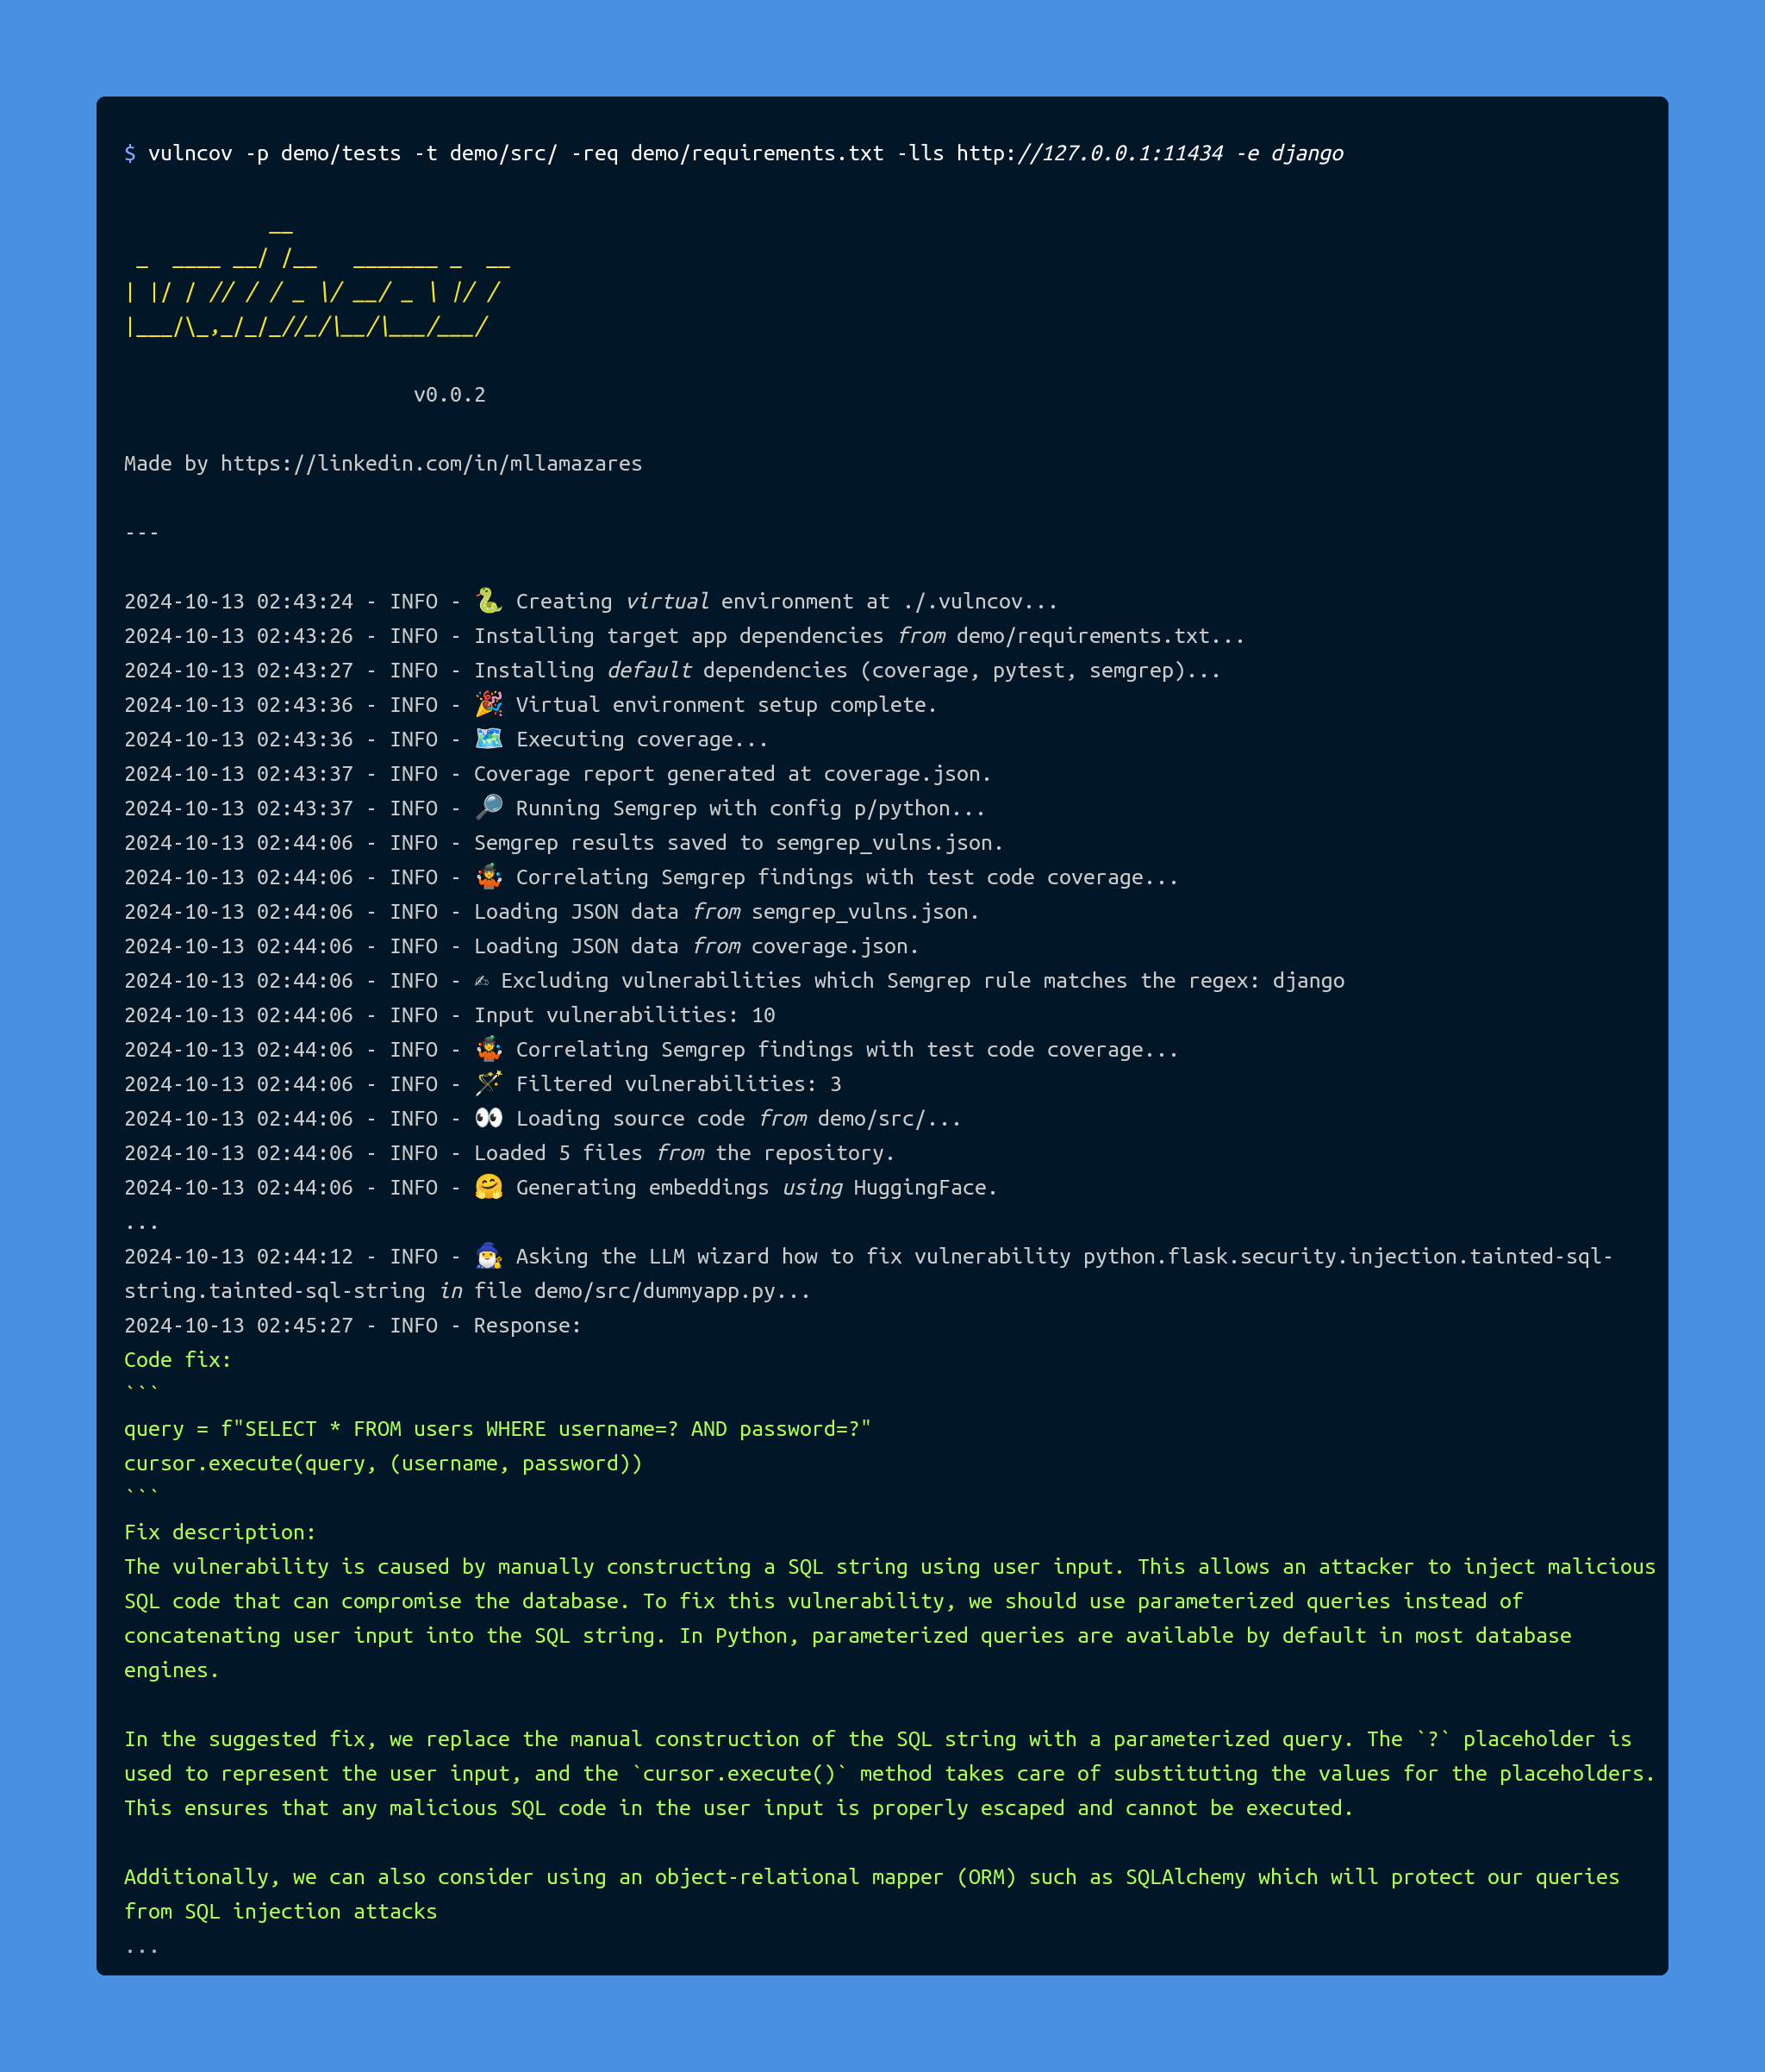 $ vulncov -p demo/tests -t demo/src/ -req demo/requirements.txt -lls http://127.0.0.1:11434 -e django
            __
 _  ____ __/ /__   _______ _  __
| |/ / // / / _ \/ __/ _ \ |/ /
|___/\_,_/_/_//_/\__/\___/___/
v0.0.2
Made by https://linkedin.com/in/mllamazares
---
2024-10-13 02:43:24 - INFO - 🐍 Creating virtual environment at ./.vulncov...
2024-10-13 02:43:26 - INFO - Installing target app dependencies from demo/requirements.txt...
2024-10-13 02:43:27 - INFO - Installing default dependencies (coverage, pytest, semgrep)...
2024-10-13 02:43:36 - INFO - 🎉 Virtual environment setup complete.
2024-10-13 02:43:36 - INFO - 🗺️ Executing coverage...
2024-10-13 02:43:37 - INFO - Coverage report generated at coverage.json.
2024-10-13 02:43:37 - INFO - 🔎 Running Semgrep with config p/python...
2024-10-13 02:44:06 - INFO - Semgrep results saved to semgrep_vulns.json.
2024-10-13 02:44:06 - INFO - 🤹 Correlating Semgrep findings with test code coverage...
2024-10-13 02:44:06 - INFO - Loading JSON data from semgrep_vulns.json.
2024-10-13 02:44:06 - INFO - Loading JSON data from coverage.json.
2024-10-13 02:44:06 - INFO - ✍ Excluding vulnerabilities which Semgrep rule matches the regex: django
2024-10-13 02:44:06 - INFO - Input vulnerabilities: 10
2024-10-13 02:44:06 - INFO - 🤹 Correlating Semgrep findings with test code coverage...
2024-10-13 02:44:06 - INFO - 🪄 Filtered vulnerabilities: 3
2024-10-13 02:44:06 - INFO - 👀 Loading source code from demo/src/...
2024-10-13 02:44:06 - INFO - Loaded 5 files from the repository.
2024-10-13 02:44:06 - INFO - 🤗 Generating embeddings using HuggingFace.
...
2024-10-13 02:44:12 - INFO - 🧙 Asking the LLM wizard how to fix vulnerability python.flask.security.injection.tainted-sql-
string.tainted-sql-string in file demo/src/dummyapp.py...
2024-10-13 02:45:27 - INFO - Response:
Code fix:
```
query = f"SELECT * FROM users WHERE username=? AND password=?"
cursor.execute(query, (username, password))
```
Fix description:
The vulnerability is caused by manually constructing a SQL string using user input. This allows an attacker to inject malicious
SQL code that can compromise the database. To fix this vulnerability, we should use parameterized queries instead of
concatenating user input into the SQL string. In Python, parameterized queries are available by default in most database
engines.
In the suggested fix, we replace the manual construction of the SQL string with a parameterized query. The `?` placeholder is
used to represent the user input, and the `cursor.execute()` method takes care of substituting the values for the placeholders.
This ensures that any malicious SQL code in the user input is properly escaped and cannot be executed.
Additionally, we can also consider using an object-relational mapper (ORM) such as SQLAlchemy which will protect our queries
from SQL injection attacks
...